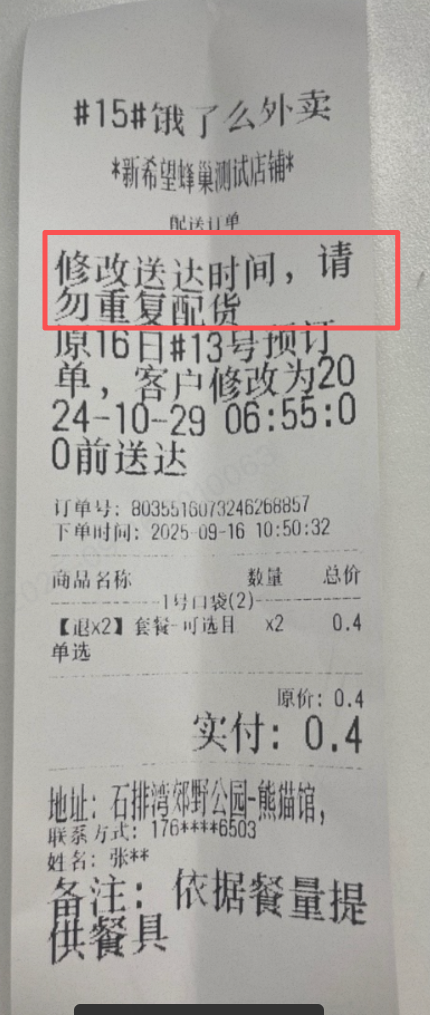 #15#饿了么外卖
*新希望蜂巢测试店铺*
配送订单
修改送达时间，请
勿重复配货
原16日#13号预订
单，客户修改为20
24-10-29 06:55:0
0前送达
订单号: 8035516073246268857
下单时间: 2025-09-16 10:50:32
商品名称 数量 总价
1号口袋(2)
【退x2】套餐-可选目 x2 0.4
单选
原价: 0.4
实付: 0.4
地址: 石排湾郊野公园-熊猫馆,
联系方式: 176****6503
姓名: 张**
备注: 依据餐量提
供餐具